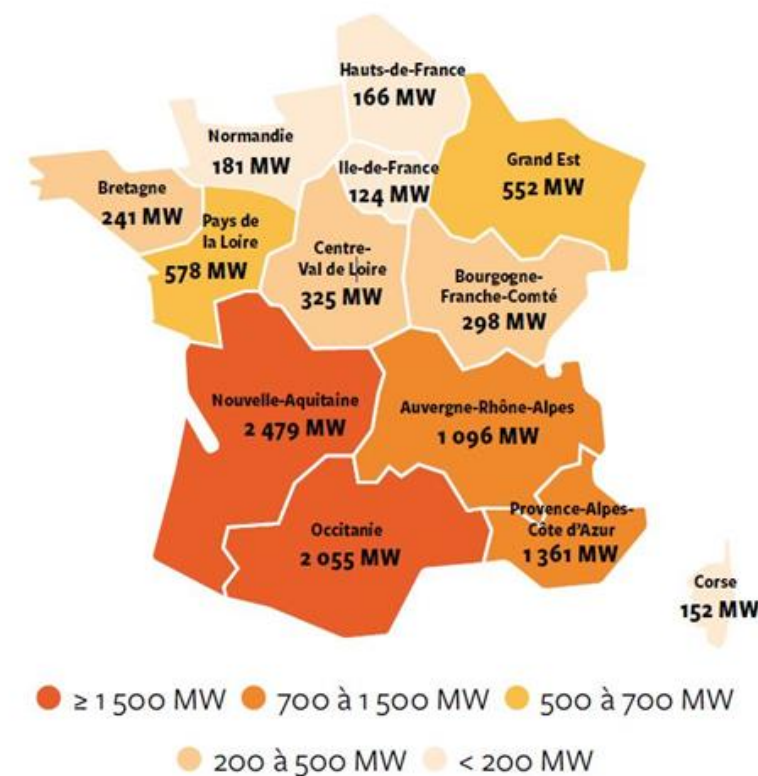 Hauts-de-France
166 MW
Normandie
181 MW
Ile-de-France
124 MW
Grand Est
552 MW
Bretagne
241 MW
Pays de
la Loire
578 MW
Centre-
Val de Loire
325 MW
Bourgogne-
Franche-Comté
298 MW
Nouvelle-Aquitaine
2 479 MW
Auvergne-Rhône-Alpes
1 096 MW
Occitanie
2 055 MW
Provence-Alpes-
Côte d'Azur
1 361 MW
Corse
152 MW
≥ 1 500 MW
700 à 1 500 MW
500 à 700 MW
200 à 500 MW
< 200 MW